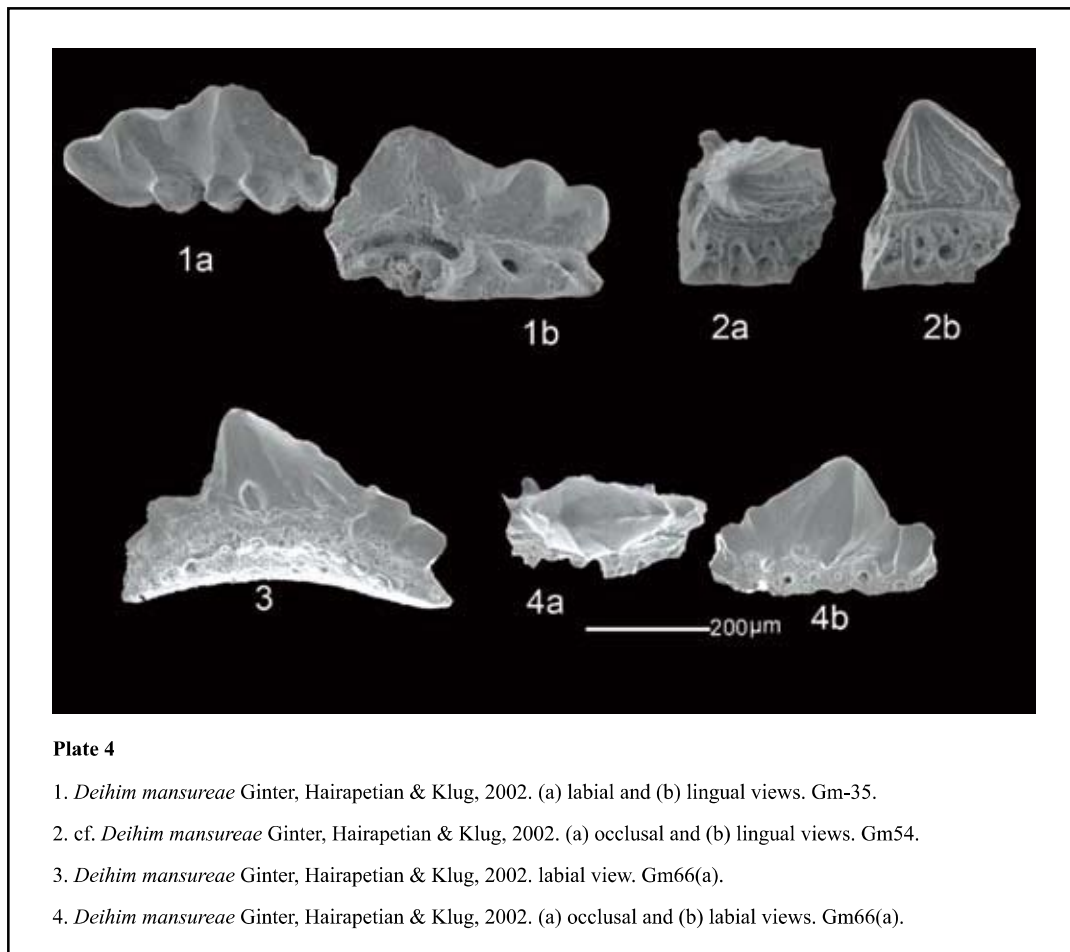 1a
1b
2a
2b
3
4a
4b
200µm
Plate 4
1. Deihim mansureae Ginter, Hairapetian & Klug, 2002. (a) labial and (b) lingual views. Gm-35.
2. cf. Deihim mansureae Ginter, Hairapetian & Klug, 2002. (a) occlusal and (b) lingual views. Gm54.
3. Deihim mansureae Ginter, Hairapetian & Klug, 2002. labial view. Gm66(a).
4. Deihim mansureae Ginter, Hairapetian & Klug, 2002. (a) occlusal and (b) labial views. Gm66(a).